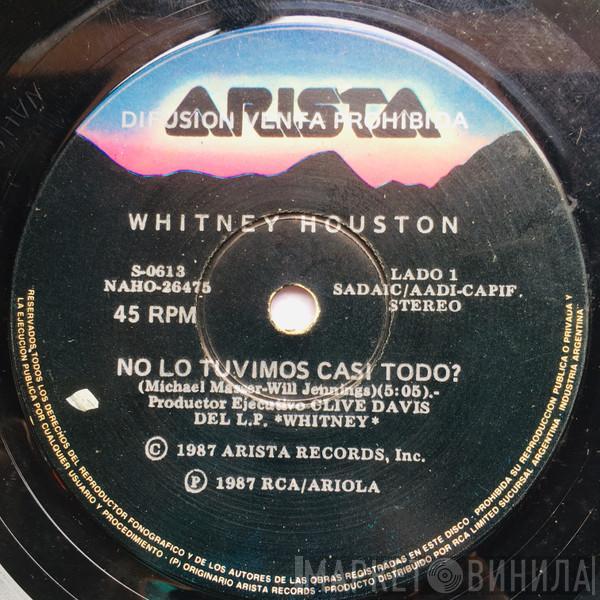 ARISTA
DIFUSION VENTA PROHIBIDA
WHITNEY HOUSTON
S-0613
NAHO-26475
45 RPM
LADO 1
SADAIC/AADI-CAPIF
STEREO
NO LO TUVIMOS CASI TODO?
(Michael Masser-Will Jennings)(5:05).-
Productor Ejecutivo CLIVE DAVIS
DEL L.P. *WHITNEY*
© 1987 ARISTA RECORDS, Inc.
℗ 1987 RCA/ARIOLA
"RESERVADOS TODOS LOS DERECHOS DEL REPRODUCTOR FONOGRAFICO Y DE LOS AUTORES DE LAS OBRAS REGISTRADAS EN ESTE DISCO - PROHIBIDA SU REPRODUCCION PUBLICA O PRIVADA Y
LA EJECUCION PUBLICA POR CUALQUIER USUARIO Y PROCEDIMIENTO - (P) ORIGINARIO ARISTA RECORDS - PRODUCTO DISTRIBUIDO POR RCA LIMITED SUCURSAL ARGENTINA - INDUSTRIA ARGENTINA"
МАРКЕТ ВИНИЛА